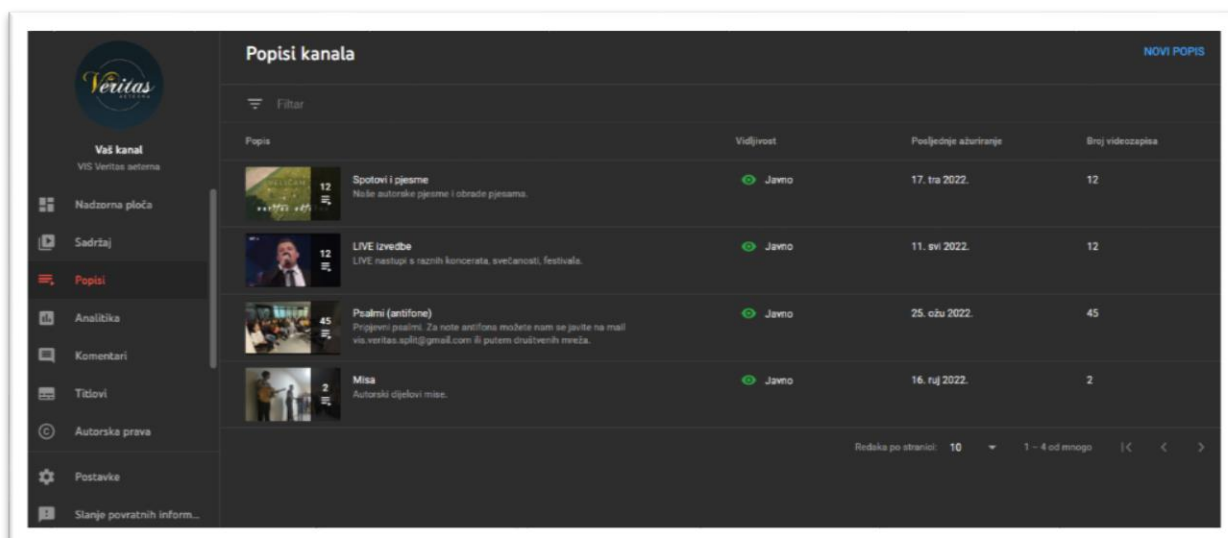 Popisi kanala
NOVI POPIS
Veritas
AETERNA
Vaš kanal
VIS Veritas aeterna
Filtar
Popis
Vidljivost
Posljednje ažuriranje
Broj videozapisa
Nadzorna ploča
Sadržaj
Popisi
Analitika
Komentari
Titlovi
Autorska prava
Postavke
Slanje povratnih inform...
12
Spotovi i pjesme
Naše autorske pjesme i obrade pjesama.
Javno
17. tra 2022.
12
12
LIVE izvedbe
LIVE nastupi s raznih koncerata, svečanosti, festivala.
Javno
11. svi 2022.
12
45
Psalmi (antifone)
Pripjevni psalmi. Za note antifona možete nam se javite na mail
vis.veritas.split@gmail.com ili putem društvenih mreža.
Javno
25. ožu 2022.
45
2
Misa
Autorski dijelovi mise.
Javno
16. ruj 2022.
2
Redaka po stranici: 10
1 – 4 od mnogo